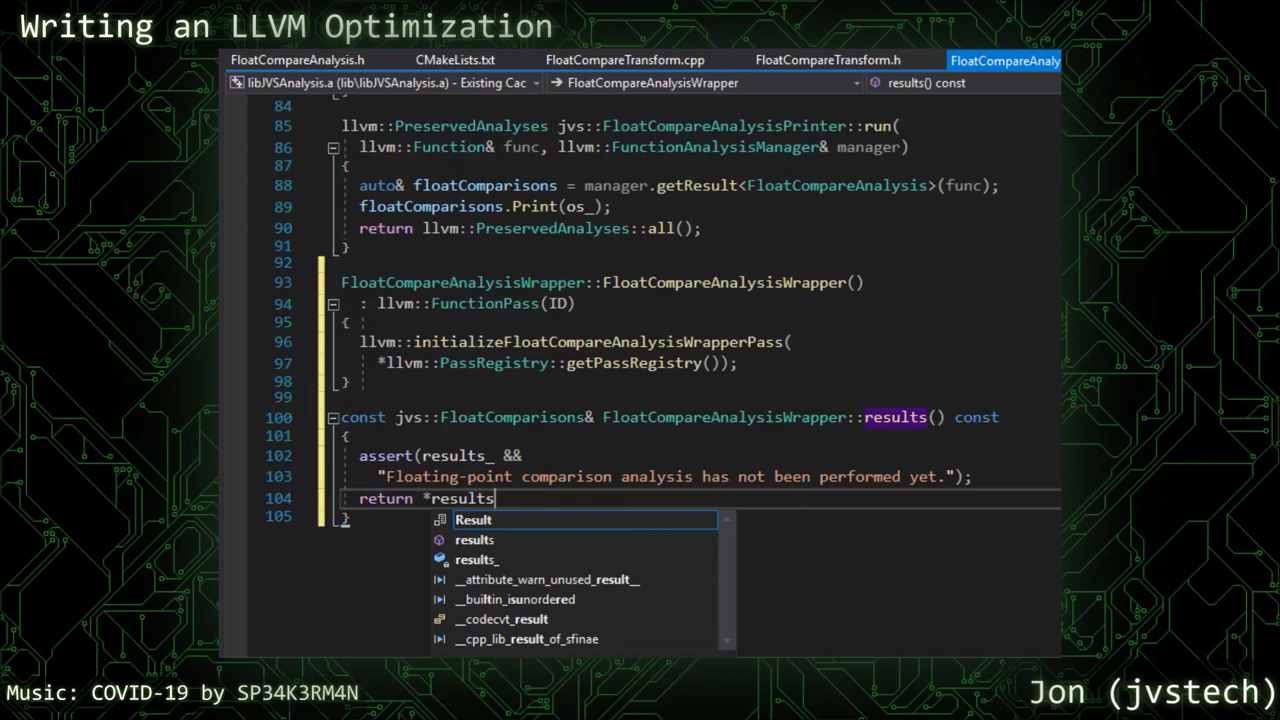 Writing an LLVM Optimization
FloatCompareAnalysis.h CMakeLists.txt FloatCompareTransform.cpp FloatCompareTransform.h FloatCompareAnaly
libJVSAnalysis.a (lib\libJVSAnalysis.a) - Existing Cac FloatCompareAnalysisWrapper results() const
84
85 llvm::PreservedAnalyses jvs::FloatCompareAnalysisPrinter::run(
86 llvm::Function& func, llvm::FunctionAnalysisManager& manager)
87 {
88 auto& floatComparisons = manager.getResult<FloatCompareAnalysis>(func);
89 floatComparisons.Print(os_);
90 return llvm::PreservedAnalyses::all();
91 }
92
93 FloatCompareAnalysisWrapper::FloatCompareAnalysisWrapper()
94 : llvm::FunctionPass(ID)
95 {
96 llvm::initializeFloatCompareAnalysisWrapperPass(
97 *llvm::PassRegistry::getPassRegistry());
98 }
99
100 const jvs::FloatComparisons& FloatCompareAnalysisWrapper::results() const
101 {
102 assert(results_ &&
103 "Floating-point comparison analysis has not been performed yet.");
104 return *results
105 }
Result
results
results_
__attribute_warn_unused_result__
__builtin_isunordered
__codecvt_result
__cpp_lib_result_of_sfinae
Music: COVID-19 by SP34K3RM4N
Jon (jvstech)